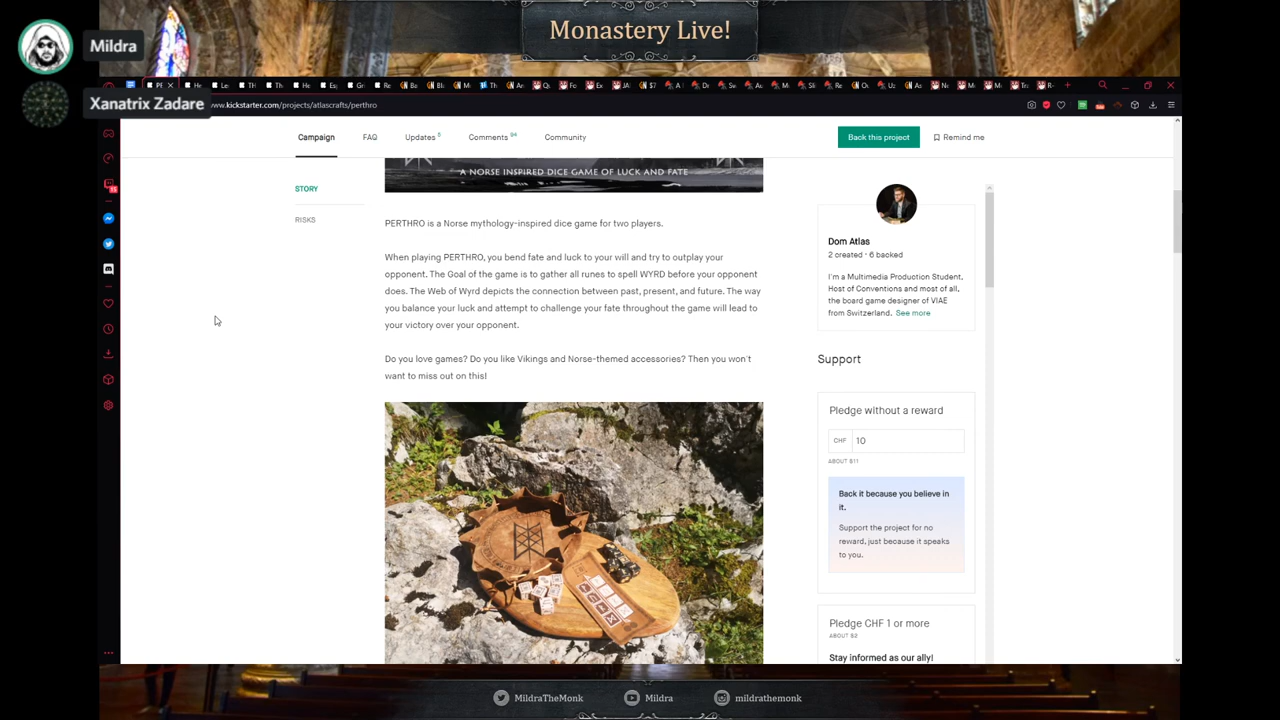 Monastery Live!
Mildra
Xanatrix Zadare
www.kickstarter.com/projects/atlascrafts/perthro
Campaign
FAQ
Updates 6
Comments 94
Community
Back this project
Remind me
STORY
RISKS
A NORSE INSPIRED DICE GAME OF LUCK AND FATE
PERTHRO is a Norse mythology-inspired dice game for two players.
When playing PERTHRO, you bend fate and luck to your will and try to outplay your
opponent. The Goal of the game is to gather all runes to spell WYRD before your opponent
does. The Web of Wyrd depicts the connection between past, present, and future. The way
you balance your luck and attempt to challenge your fate throughout the game will lead to
your victory over your opponent.
Do you love games? Do you like Vikings and Norse-themed accessories? Then you won't
want to miss out on this!
Dom Atlas
2 created · 6 backed
I'm a Multimedia Production Student,
Host of Conventions and most of all,
the board game designer of VIAE
from Switzerland. See more
Support
Pledge without a reward
CHF 10
ABOUT $11
Back it because you believe in
it.
Support the project for no
reward, just because it speaks
to you.
Pledge CHF 1 or more
ABOUT $2
Stay informed as our ally!
MildraTheMonk
Mildra
mildrathemonk